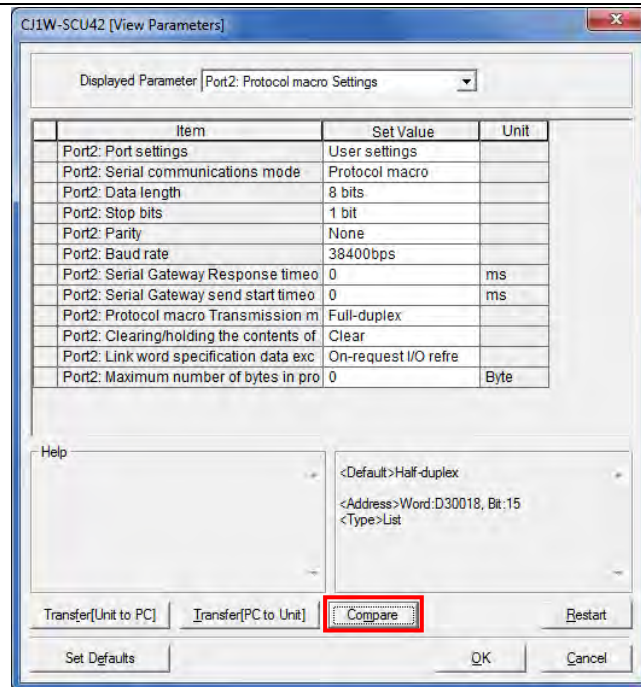 CJ1W-SCU42 [View Parameters]
Displayed Parameter Port2: Protocol macro Settings
Item Set Value Unit
Port2: Port settings User settings
Port2: Serial communications mode Protocol macro
Port2: Data length 8 bits
Port2: Stop bits 1 bit
Port2: Parity None
Port2: Baud rate 38400bps
Port2: Serial Gateway Response timeo 0 ms
Port2: Serial Gateway send start timeo 0 ms
Port2: Protocol macro Transmission m Full-duplex
Port2: Clearing/holding the contents of Clear
Port2: Link word specification data exc On-request I/O refre
Port2: Maximum number of bytes in pro 0 Byte
Help
<Default>Half-duplex
<Address>Word:D30018, Bit:15
<Type>List
Transfer[Unit to PC] Transfer[PC to Unit] Compare Restart
Set Defaults OK Cancel